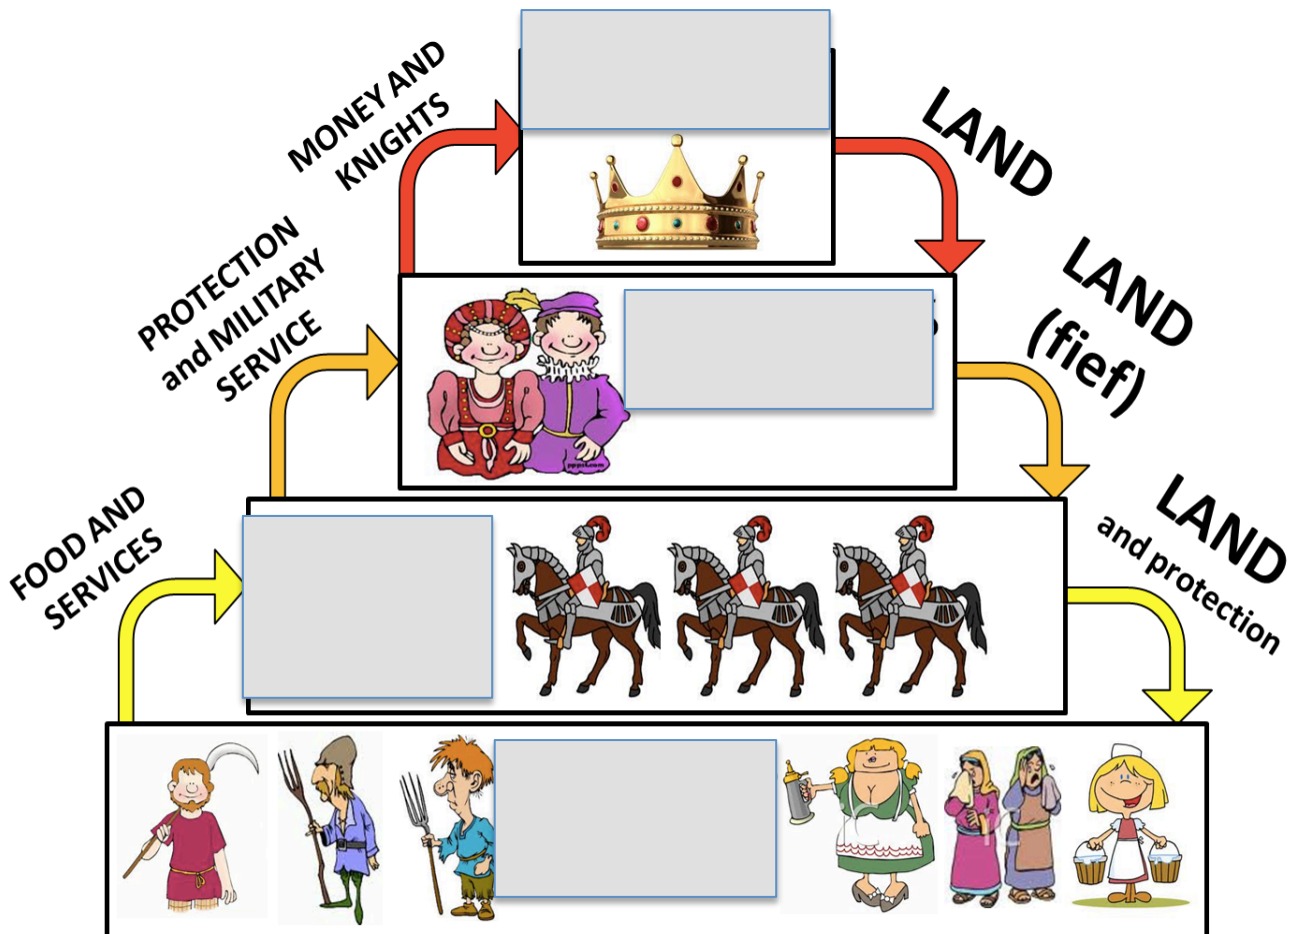 MONEY AND
KNIGHTS
LAND
PROTECTION
and MILITARY
SERVICE
LAND
(fief)
FOOD AND
SERVICES
LAND
and protection